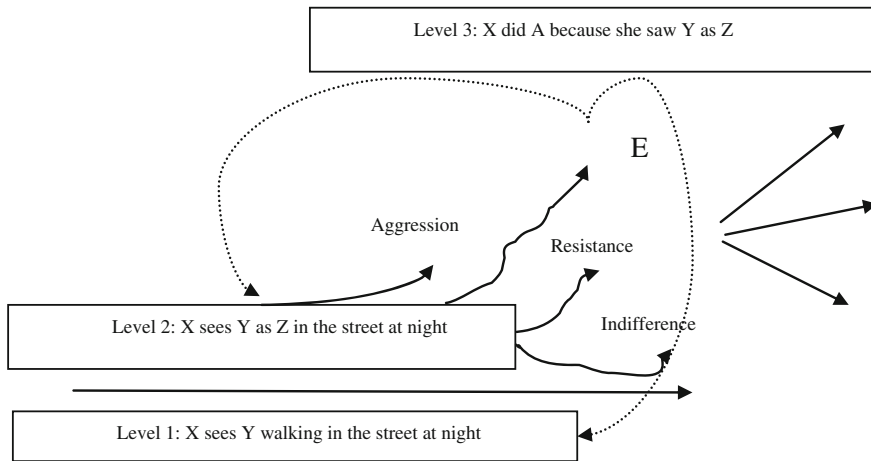 Level 3: X did A because she saw Y as Z
E
Aggression
Resistance
Indifference
Level 2: X sees Y as Z in the street at night
Level 1: X sees Y walking in the street at night